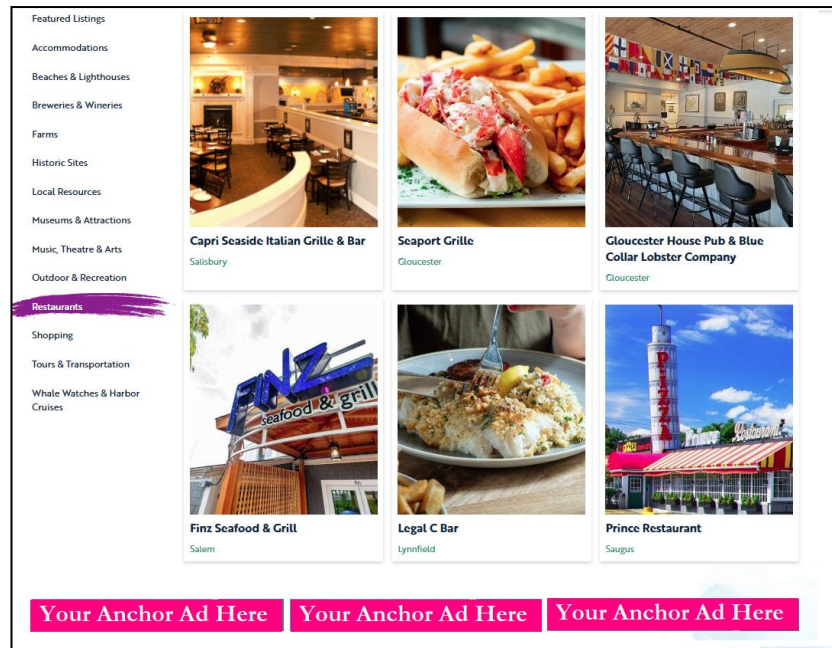 Featured Listings
Accommodations
Beaches & Lighthouses
Breweries & Wineries
Farms
Historic Sites
Local Resources
Museums & Attractions
Music, Theatre & Arts
Outdoor & Recreation
Restaurants
Shopping
Tours & Transportation
Whale Watches & Harbor
Cruises
Capri Seaside Italian Grille & Bar
Salisbury
Seaport Grille
Gloucester
Gloucester House Pub & Blue
Collar Lobster Company
Gloucester
FINZ
seafood & grill
Finz Seafood & Grill
Salem
Legal C Bar
Lynnfield
PIZZA
Prince Restaurant
Prince Restaurant
Saugus
Your Anchor Ad Here
Your Anchor Ad Here
Your Anchor Ad Here